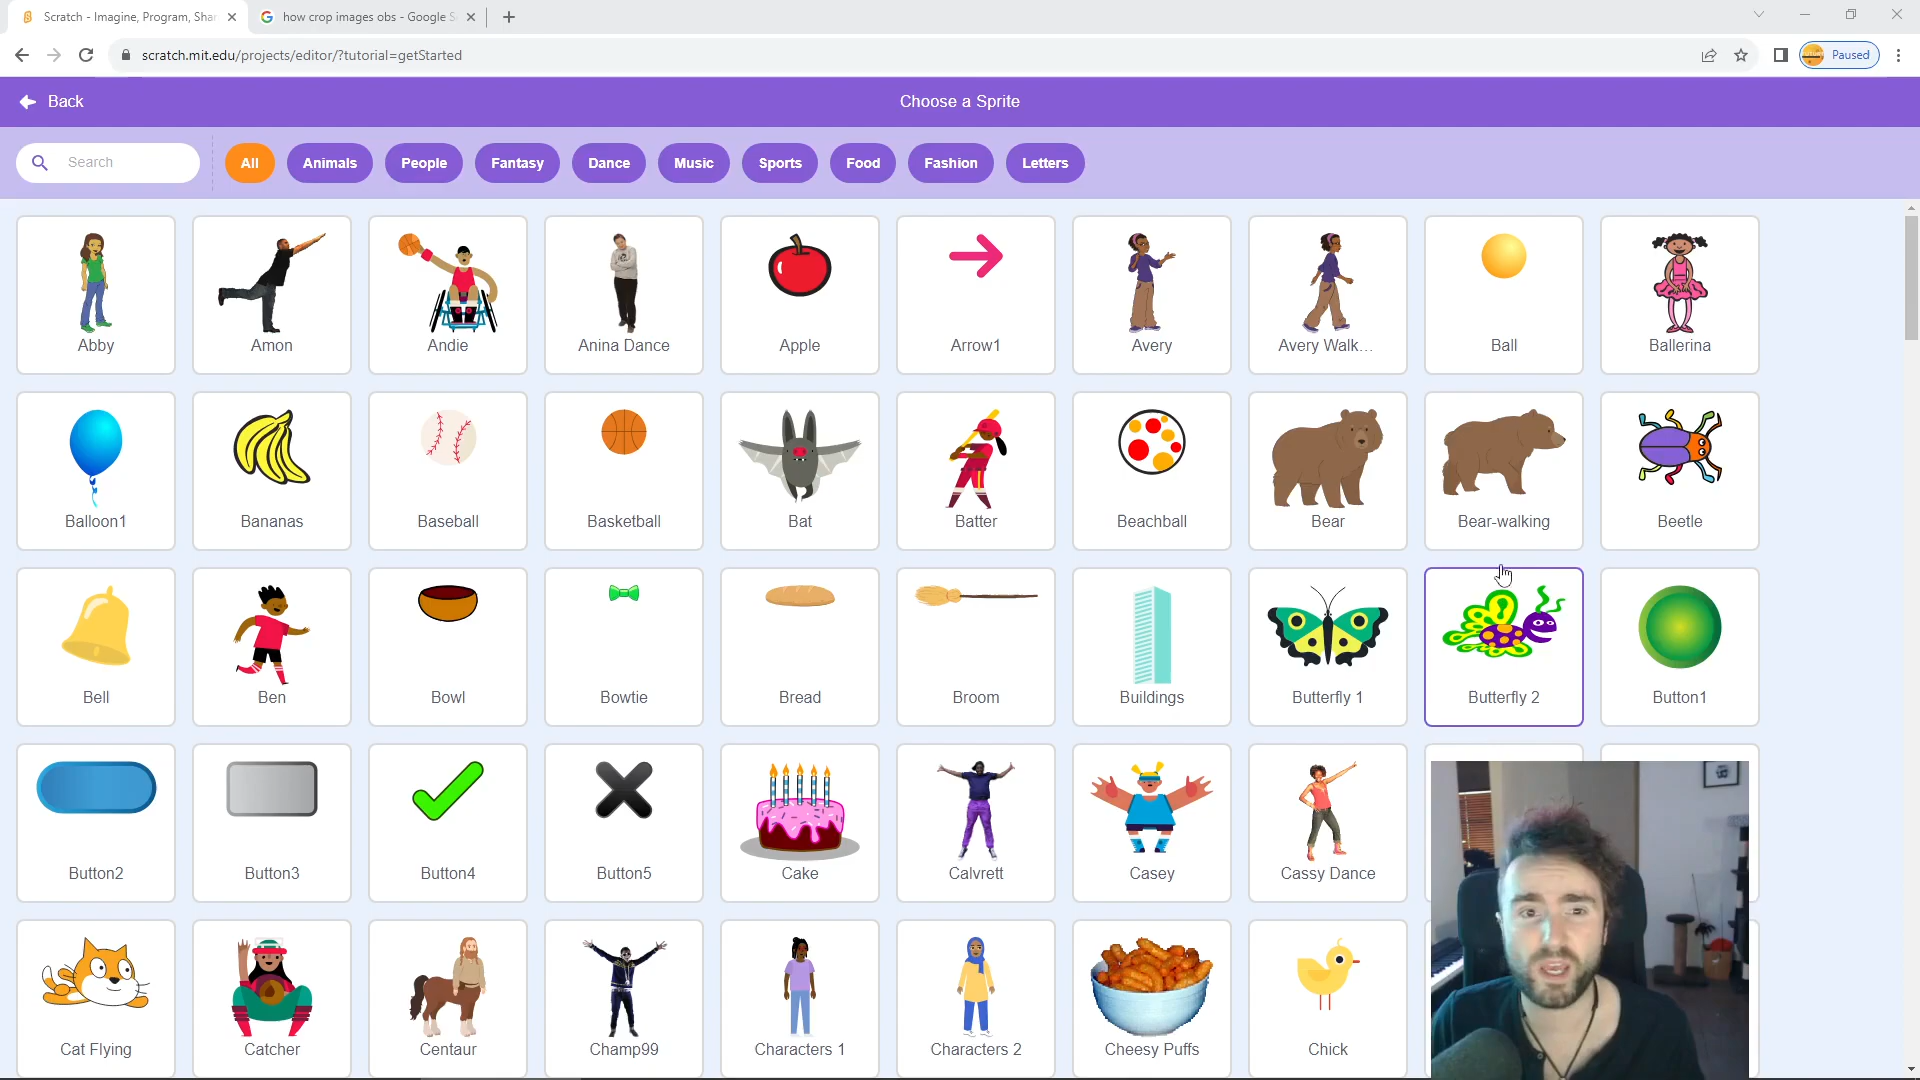 Scratch - Imagine, Program, Shar
how crop images obs - Google S
scratch.mit.edu/projects/editor/?tutorial=getStarted
Paused
Back
Choose a Sprite
Search
All
Animals
People
Fantasy
Dance
Music
Sports
Food
Fashion
Letters
Abby
Amon
Andie
Anina Dance
Apple
Arrow1
Avery
Avery Walk...
Ball
Ballerina
Balloon1
Bananas
Baseball
Basketball
Bat
Batter
Beachball
Bear
Bear-walking
Beetle
Bell
Ben
Bowl
Bowtie
Bread
Broom
Buildings
Butterfly 1
Butterfly 2
Button1
Button2
Button3
Button4
Button5
Cake
Calvrett
Casey
Cassy Dance
Cat Flying
Catcher
Centaur
Champ99
Characters 1
Characters 2
Cheesy Puffs
Chick